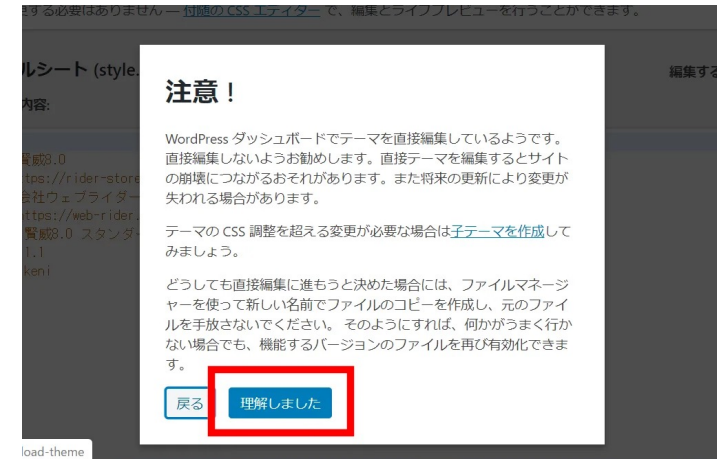 する必要はありません — 付随の CSS エディター で、編集とライブプレビューを行うことができます。
ルシート (style.
編集する
内容:
注意！
WordPress ダッシュボードでテーマを直接編集しているようです。
直接編集しないようお勧めします。直接テーマを編集するとサイト
の崩壊につながるおそれがあります。また将来の更新により変更が
失われる場合があります。
テーマの CSS 調整を超える変更が必要な場合は子テーマを作成して
みましょう。
どうしても直接編集に進もうと決めた場合には、ファイルマネージ
ャーを使って新しい名前でファイルのコピーを作成し、元のファイ
ルを手放さないでください。 そのようにすれば、何かがうまく行か
ない場合でも、機能するバージョンのファイルを再び有効化できま
す。
戻る
理解しました
賢威8.0
tps://rider-store
会社ウェブライダー
ttps://web-rider.
賢威8.0 スタンダー
1.1
keni
load-theme